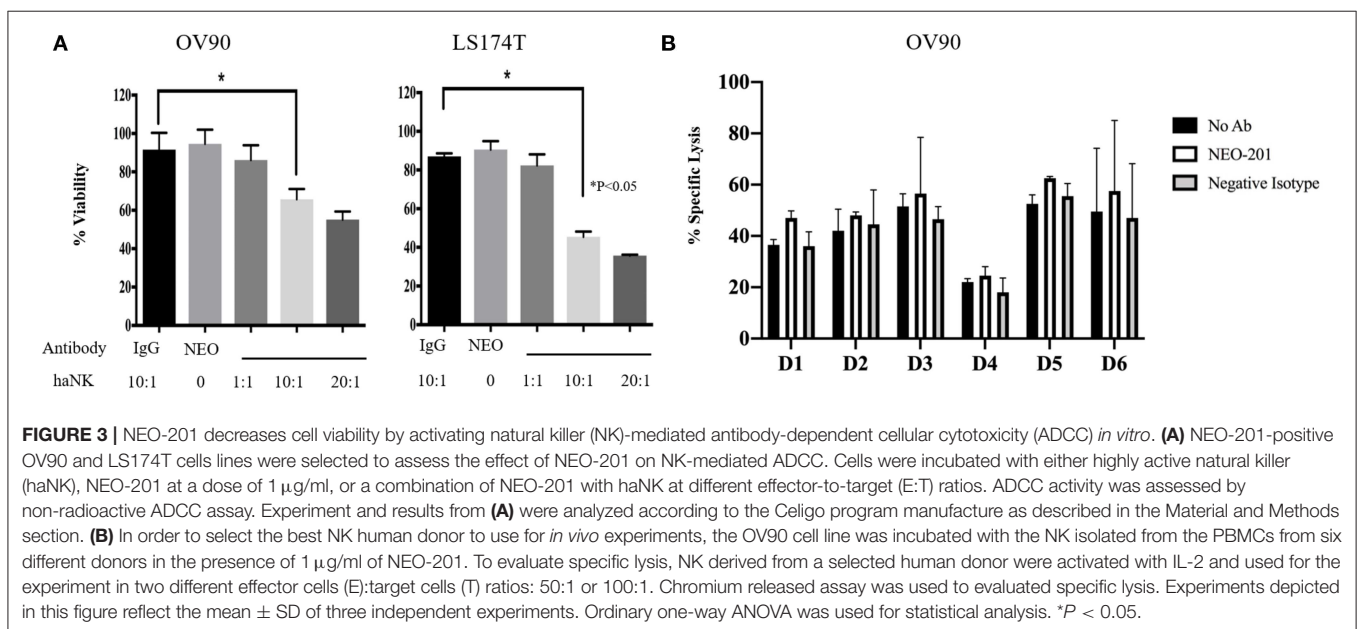 A
OV90
LS174T
B
OV90
*
*
120
100
80
60
40
20
0
% Viability
120
100
80
60
40
20
0
*P<0.05
100
80
60
40
20
0
% Specific Lysis
No Ab
NEO-201
Negative Isotype
D1 D2 D3 D4 D5 D6
Antibody IgG NEO IgG NEO
haNK 10:1 0 1:1 10:1 20:1 10:1 0 1:1 10:1 20:1
FIGURE 3 | NEO-201 decreases cell viability by activating natural killer (NK)-mediated antibody-dependent cellular cytotoxicity (ADCC) in vitro. (A) NEO-201-positive
OV90 and LS174T cells lines were selected to assess the effect of NEO-201 on NK-mediated ADCC. Cells were incubated with either highly active natural killer
(haNK), NEO-201 at a dose of 1 μg/ml, or a combination of NEO-201 with haNK at different effector-to-target (E:T) ratios. ADCC activity was assessed by
non-radioactive ADCC assay. Experiment and results from (A) were analyzed according to the Celigo program manufacture as described in the Material and Methods
section. (B) In order to select the best NK human donor to use for in vivo experiments, the OV90 cell line was incubated with the NK isolated from the PBMCs from six
different donors in the presence of 1 μg/ml of NEO-201. To evaluate specific lysis, NK derived from a selected human donor were activated with IL-2 and used for the
experiment in two different effector cells (E):target cells (T) ratios: 50:1 or 100:1. Chromium released assay was used to evaluated specific lysis. Experiments depicted
in this figure reflect the mean ± SD of three independent experiments. Ordinary one-way ANOVA was used for statistical analysis. *P < 0.05.